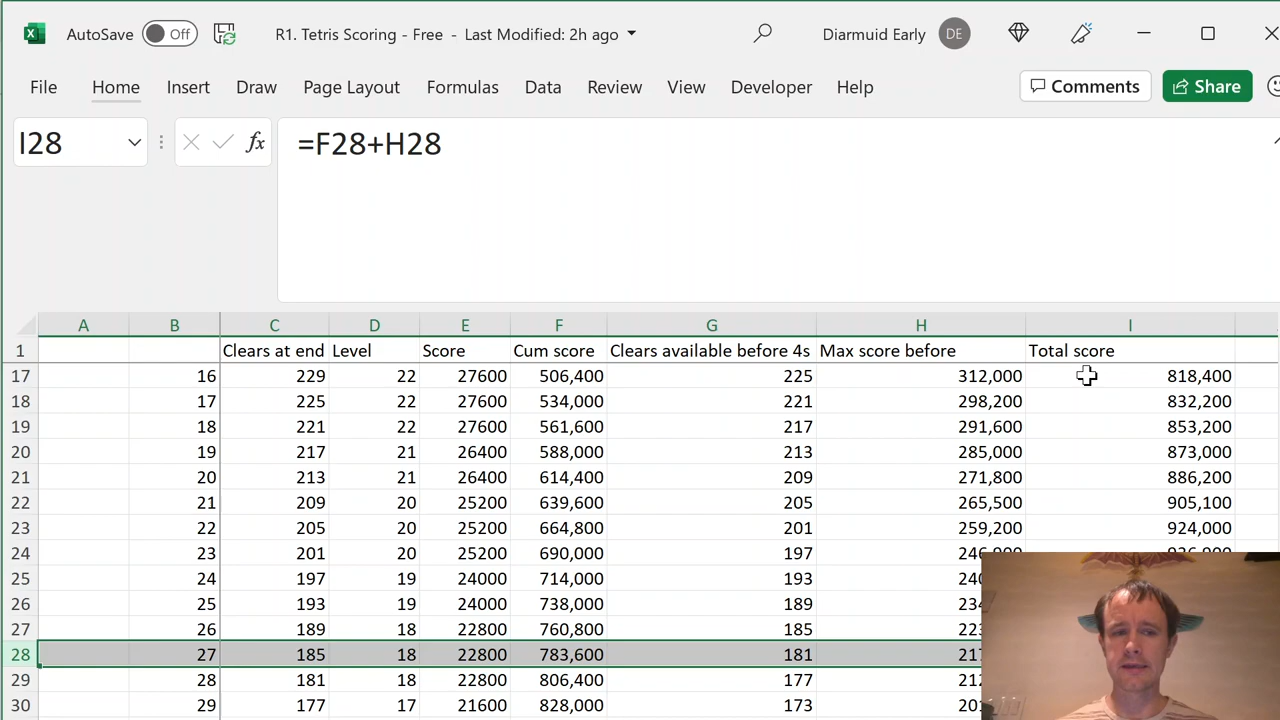 AutoSave Off R1. Tetris Scoring - Free - Last Modified: 2h ago Diarmuid Early DE
File Home Insert Draw Page Layout Formulas Data Review View Developer Help Comments Share
I28 fx =F28+H28
A B C D E F G H I
1 Clears at end Level Score Cum score Clears available before 4s Max score before Total score
17 16 229 22 27600 506,400 225 312,000 818,400
18 17 225 22 27600 534,000 221 298,200 832,200
19 18 221 22 27600 561,600 217 291,600 853,200
20 19 217 21 26400 588,000 213 285,000 873,000
21 20 213 21 26400 614,400 209 271,800 886,200
22 21 209 20 25200 639,600 205 265,500 905,100
23 22 205 20 25200 664,800 201 259,200 924,000
24 23 201 20 25200 690,000 197
25 24 197 19 24000 714,000 193
26 25 193 19 24000 738,000 189
27 26 189 18 22800 760,800 185
28 27 185 18 22800 783,600 181
29 28 181 18 22800 806,400 177
30 29 177 17 21600 828,000 173